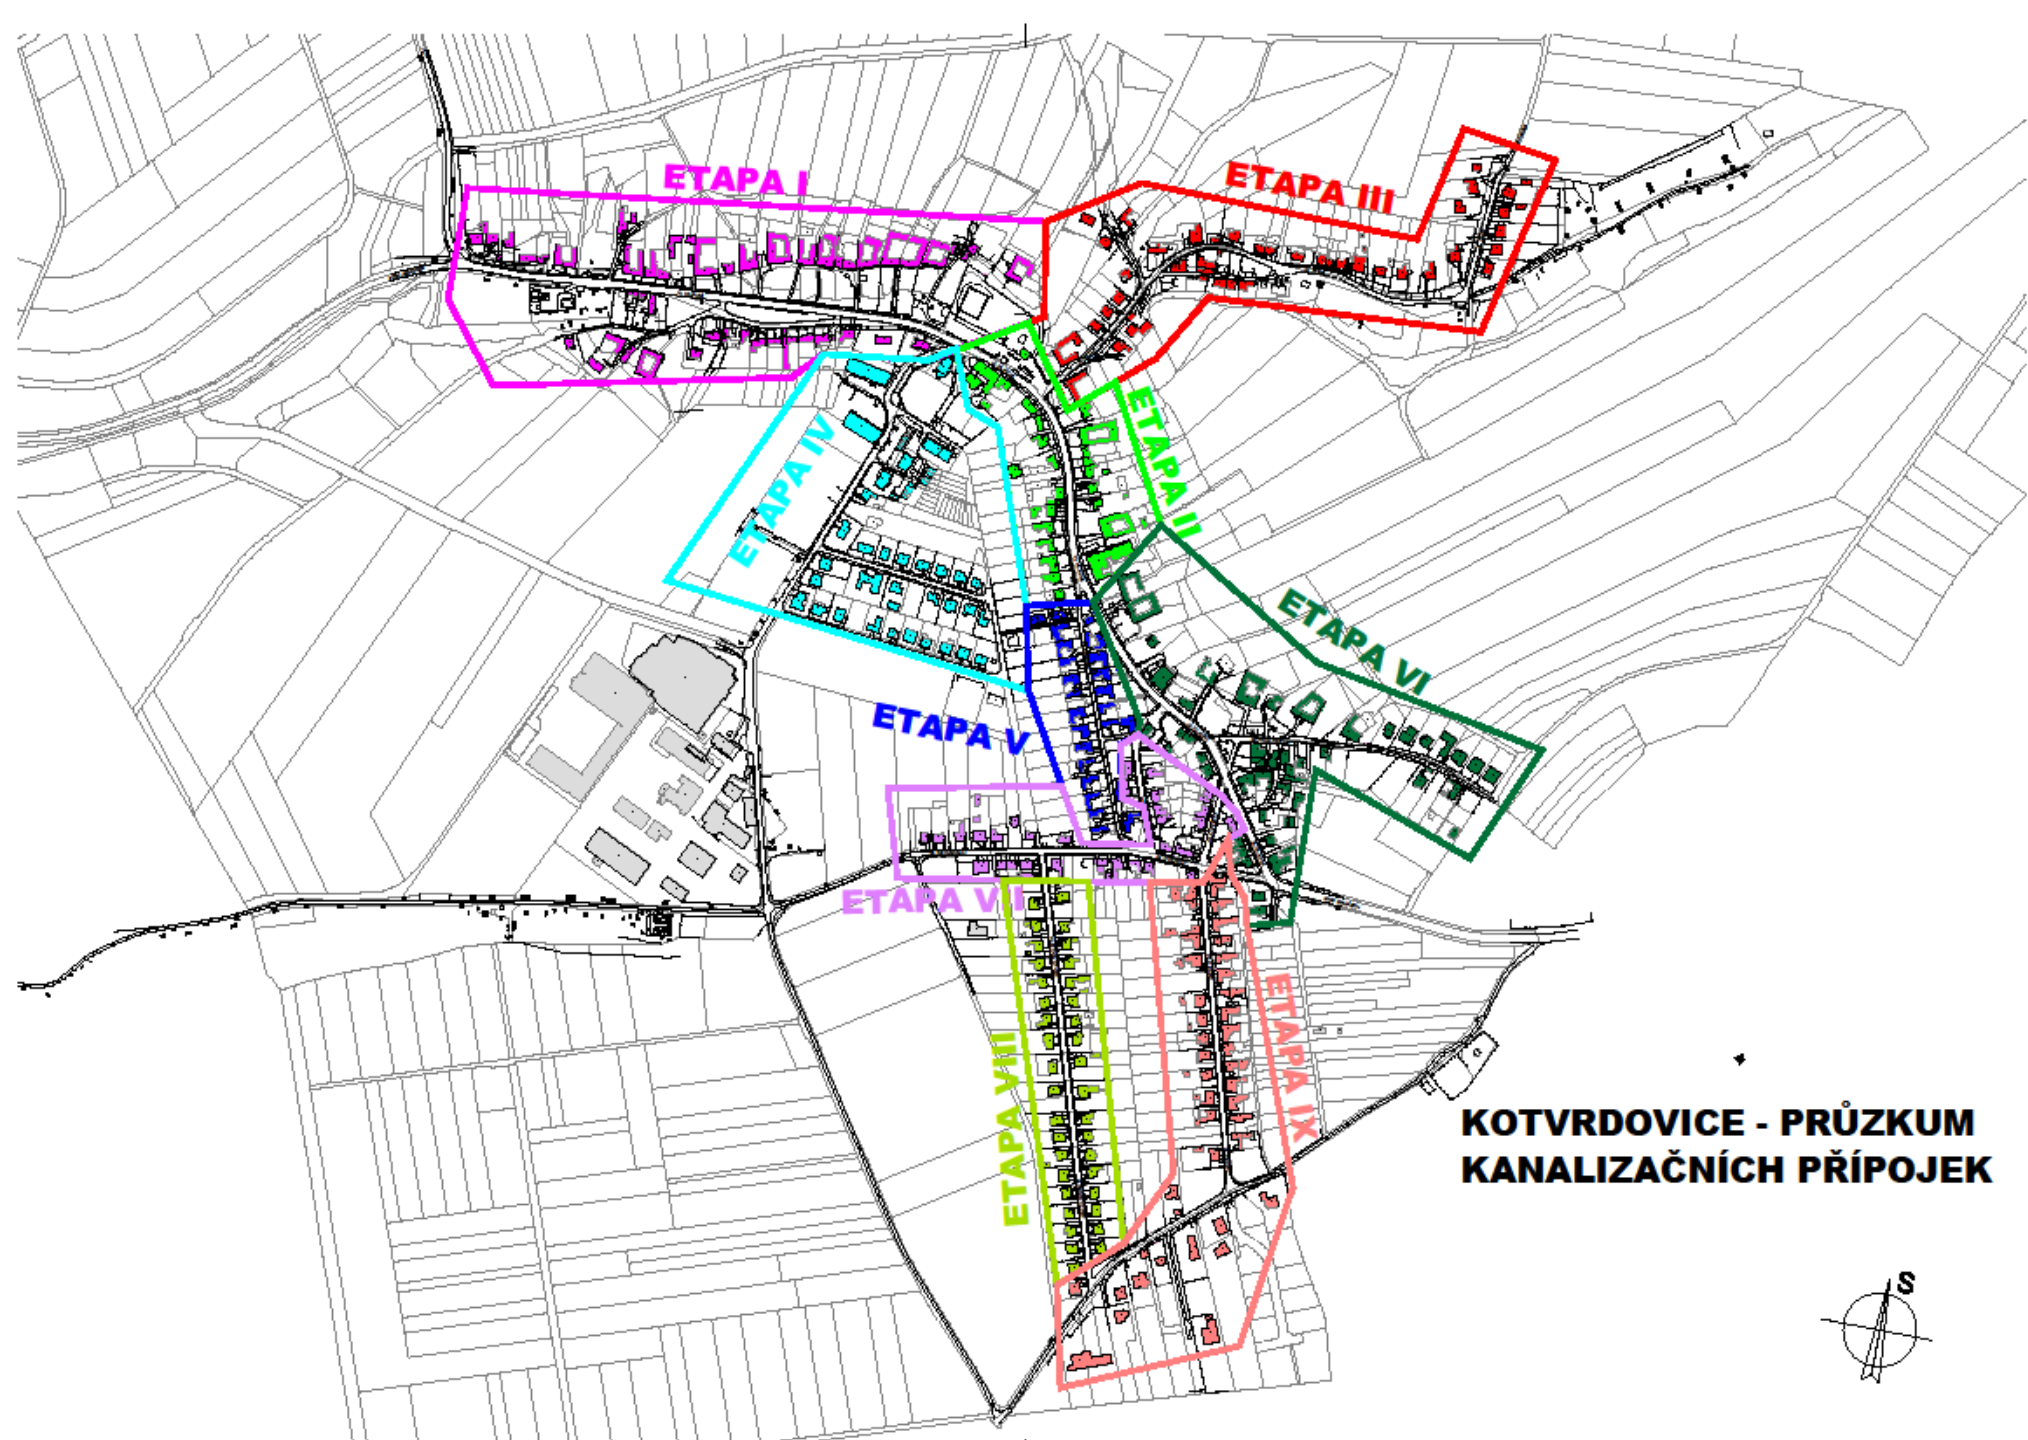 ETAPA I
ETAPA III
ETAPA II
ETAPA IV
ETAPA VI
ETAPA V
ETAPA VII
ETAPA VIII
ETAPA IX
KOTVRDOVICE - PRŮZKUM
KANALIZAČNÍCH PŘÍPOJEK
S